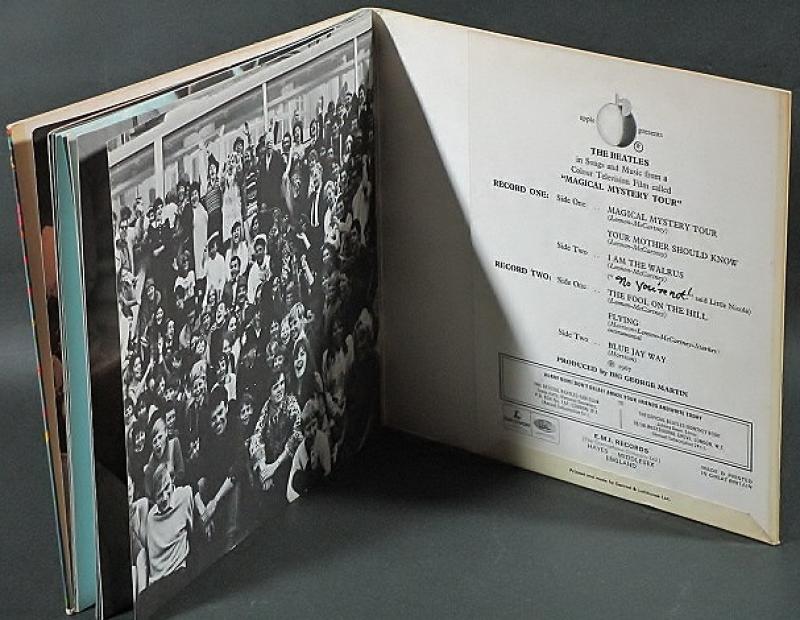 apple presents
THE BEATLES
in Songs and Music from a
Colour Television Film called
"MAGICAL MYSTERY TOUR"
RECORD ONE: Side One .. MAGICAL MYSTERY TOUR
(Lennon-McCartney)
YOUR MOTHER SHOULD KNOW
(Lennon-McCartney)
Side Two .. I AM THE WALRUS
(Lennon-McCartney)
("No you're not!" said Little Nicola)
RECORD TWO: Side One .. THE FOOL ON THE HILL
(Lennon-McCartney)
FLYING
(Harrison-Lennon-McCartney-Starkey)
instrumental
Side Two .. BLUE JAY WAY
(Harrison)
℗ 1967
PRODUCED by BIG GEORGE MARTIN
E.M.I. RECORDS
HAYES MIDDLESEX
ENGLAND
MADE & PRINTED
IN GREAT BRITAIN
Printed and made by